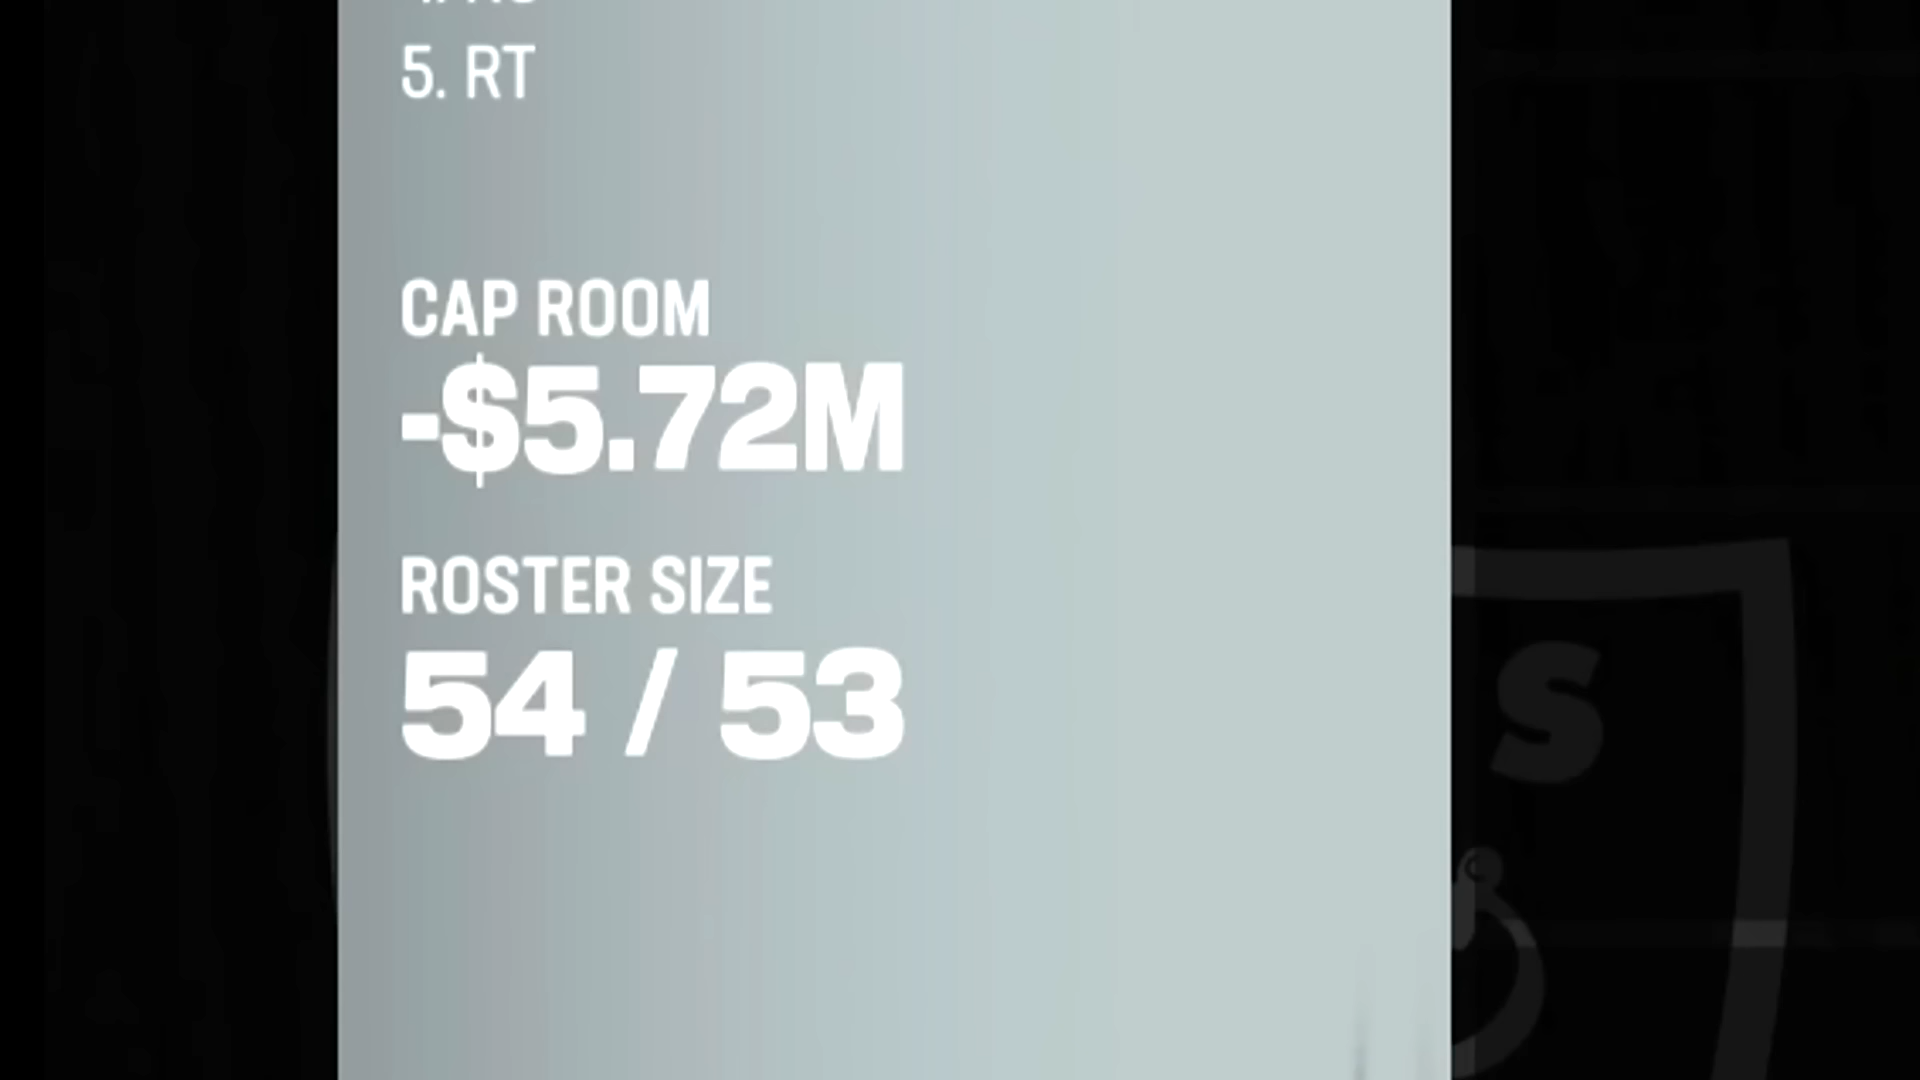 5. RT
CAP ROOM
-$5.72M
ROSTER SIZE
54 / 53
S